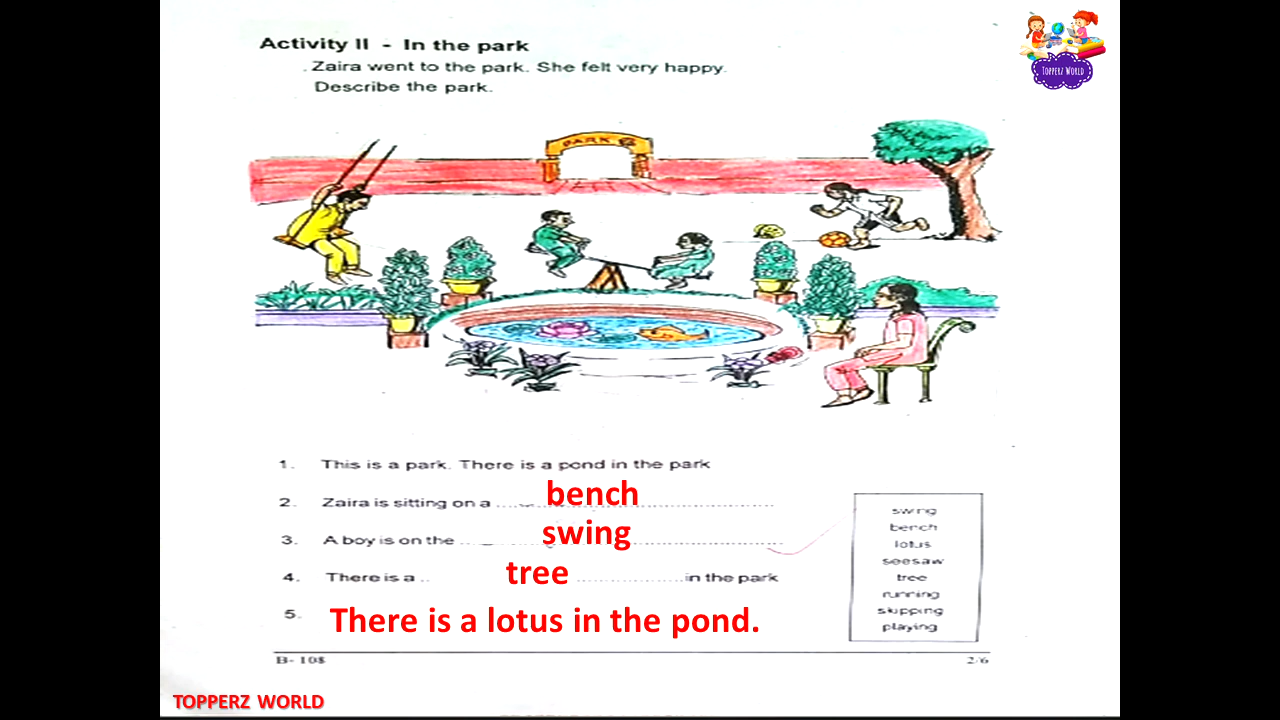 Activity II - In the park
Zaira went to the park. She felt very happy.
Describe the park.
TOPPERZ WORLD
PARK
1. This is a park. There is a pond in the park
2. Zaira is sitting on a ........ bench ........
3. A boy is on the ........ swing ........
4. There is a .. tree ........ in the park
5. There is a lotus in the pond.
swing
bench
lotus
seesaw
tree
running
skipping
playing
B- 108
2/6
TOPPERZ WORLD